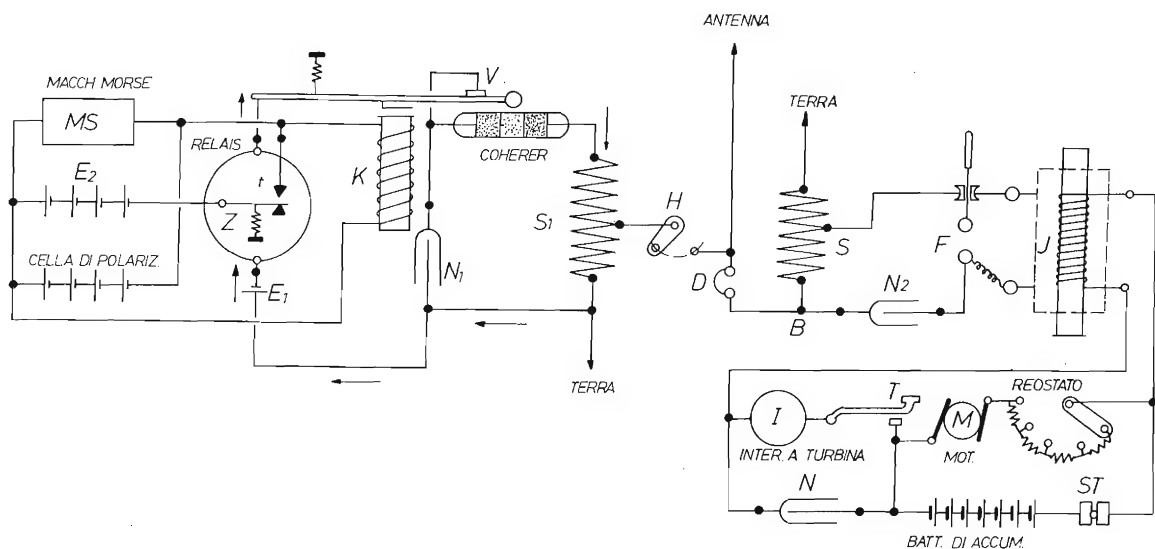 ANTENNA
MACCH MORSE
MS
RELAIS
E2
t
Z
CELLA DI POLARIZ.
E1
K
V.
COHERER
N1
S1
TERRA
H
D
TERRA
S
B
N2
F
J
I
INTER. A TURBINA
T
M
MOT.
REOSTATO
N
BATT. DI ACCUM.
ST